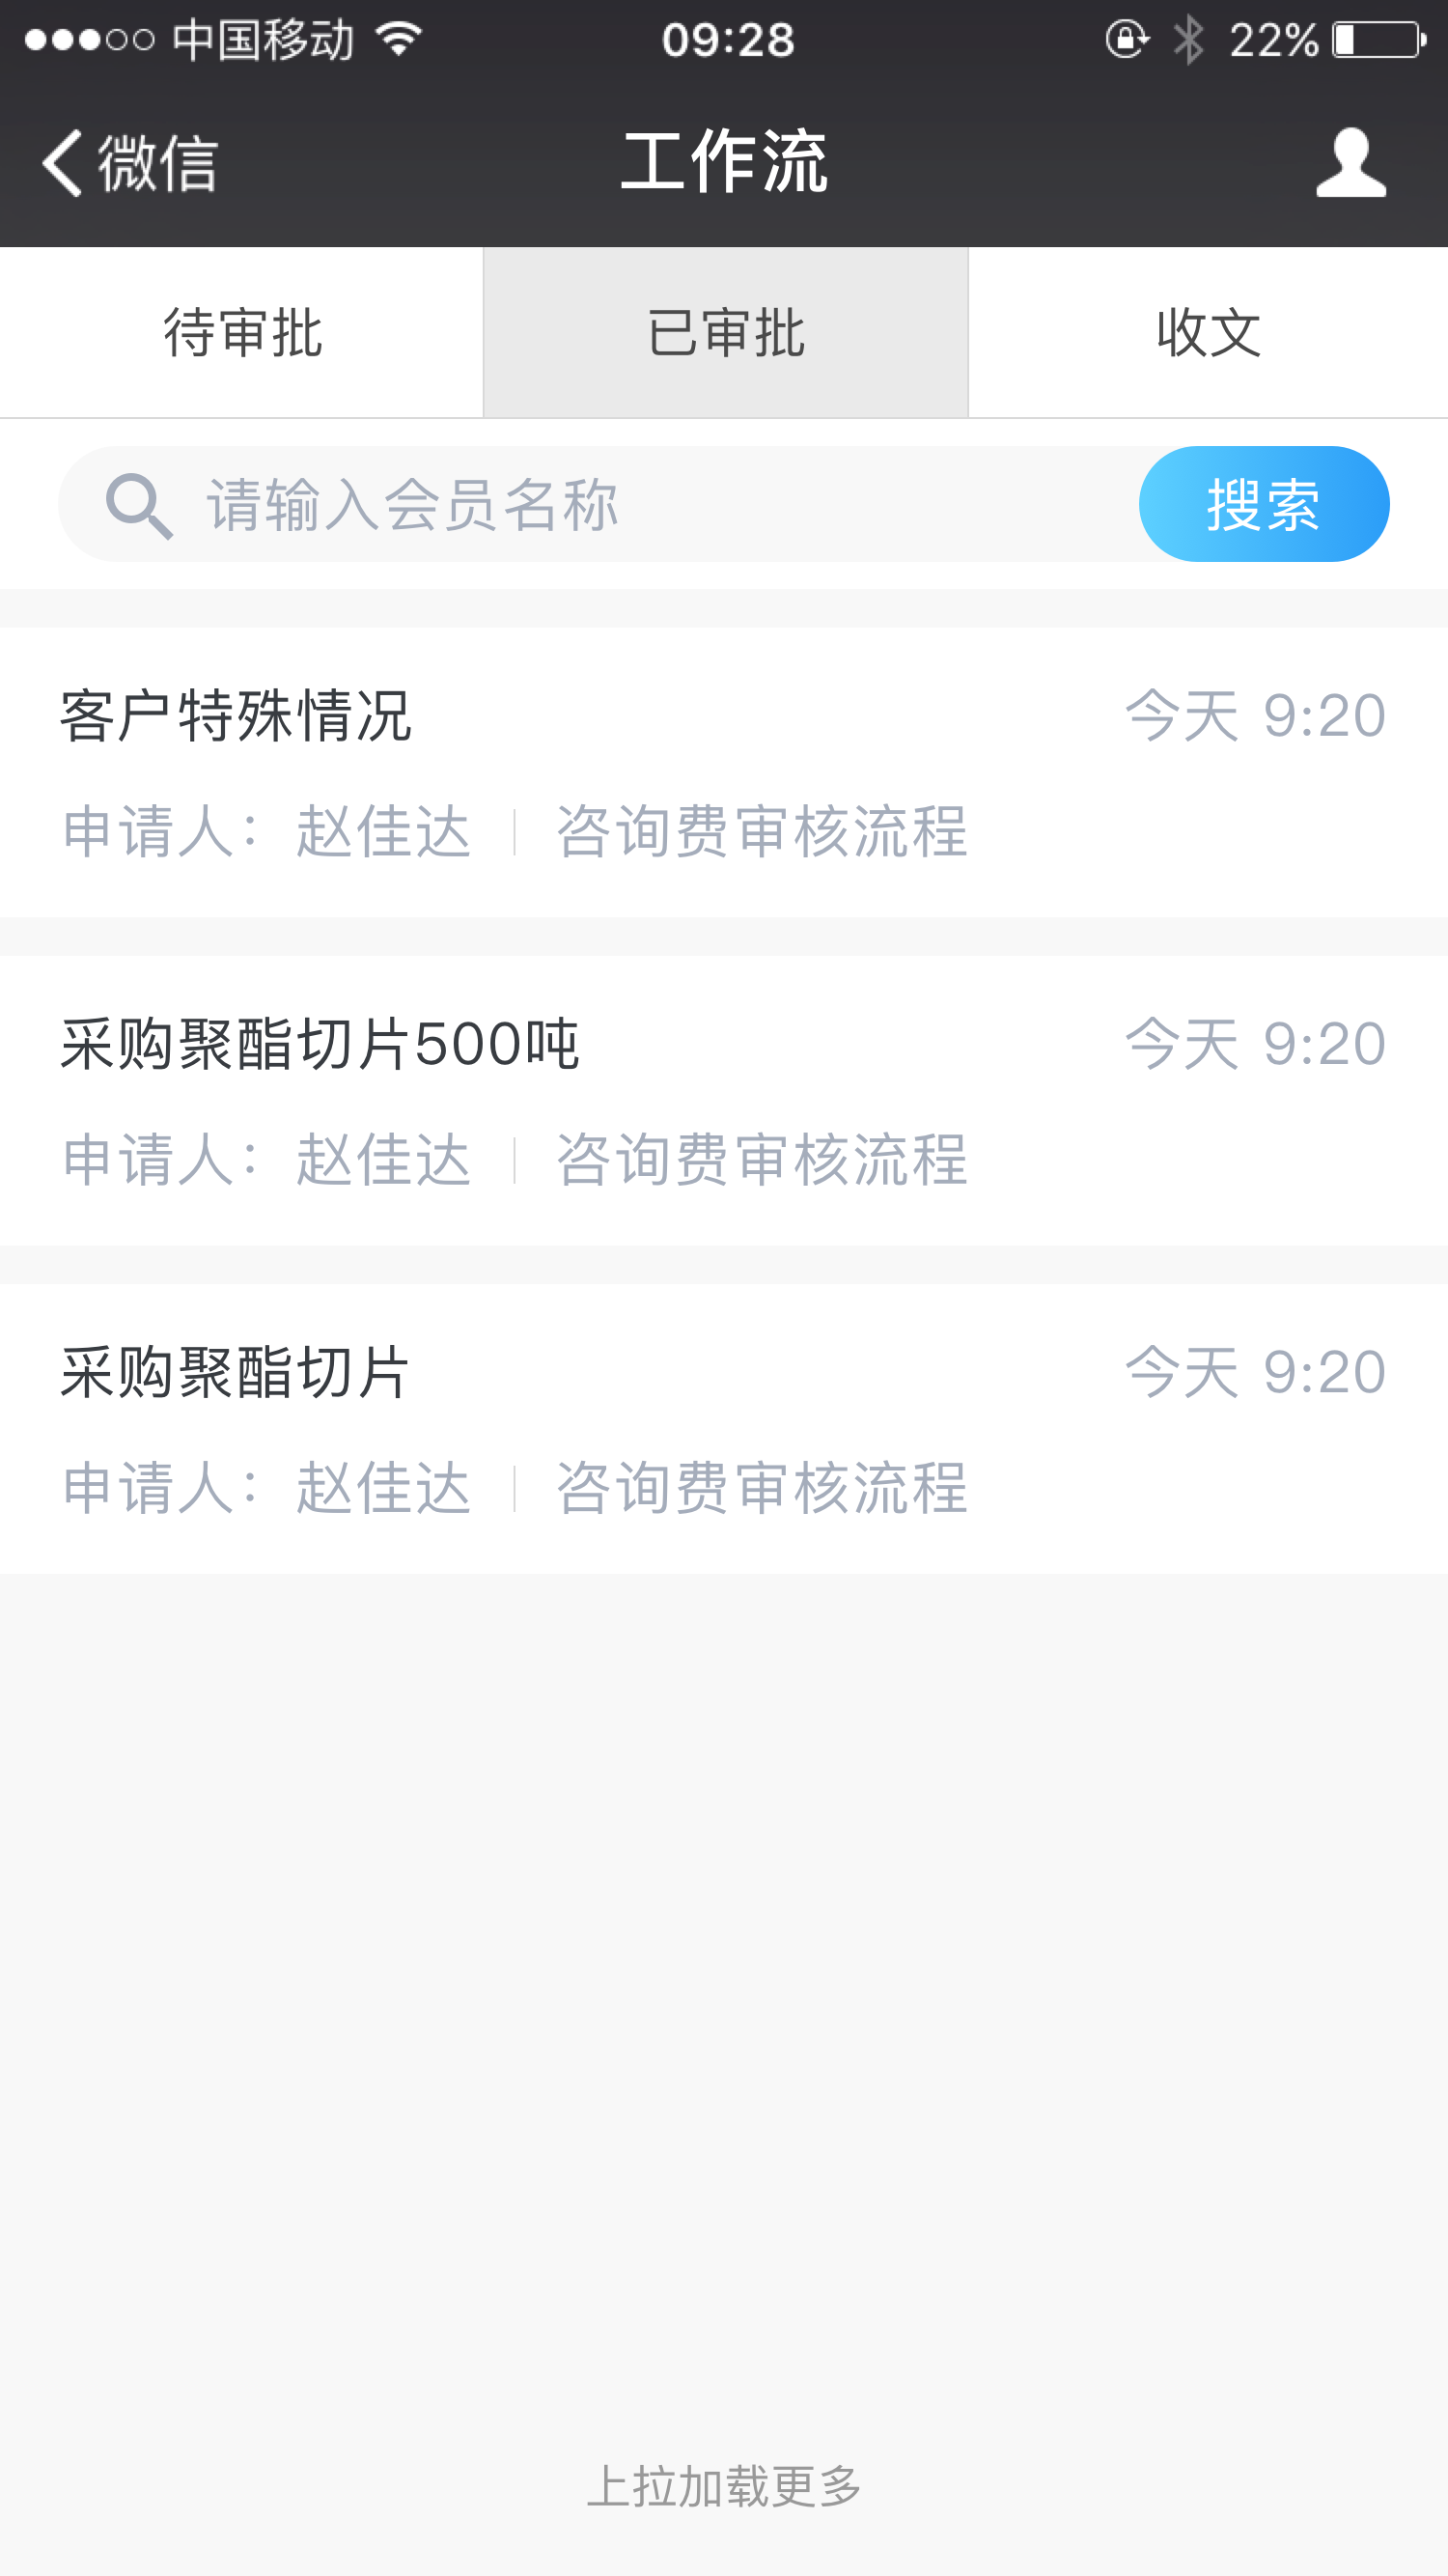 中国移动 09:28 22%
微信 工作流
待审批 已审批 收文
请输入会员名称 搜索
客户特殊情况 今天 9:20
申请人：赵佳达 咨询费审核流程
采购聚酯切片500吨 今天 9:20
申请人：赵佳达 咨询费审核流程
采购聚酯切片 今天 9:20
申请人：赵佳达 咨询费审核流程
上拉加载更多